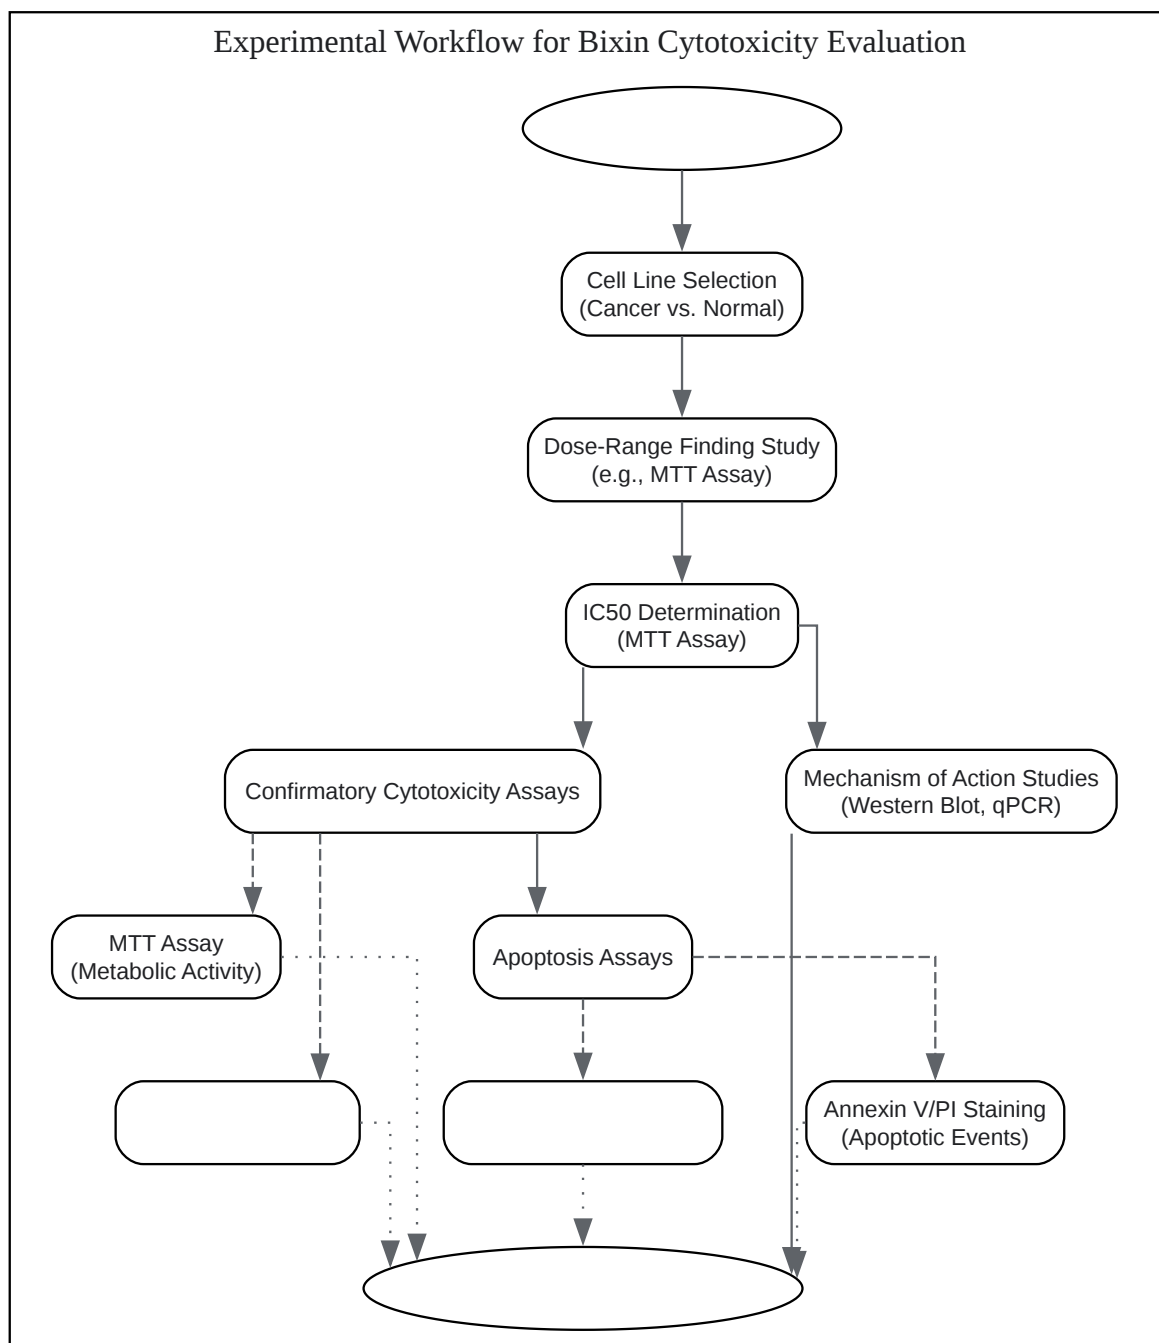 Experimental Workflow for Bixin Cytotoxicity Evaluation
Cell Line Selection
(Cancer vs. Normal)
Dose-Range Finding Study
(e.g., MTT Assay)
IC50 Determination
(MTT Assay)
Confirmatory Cytotoxicity Assays
Mechanism of Action Studies
(Western Blot, qPCR)
MTT Assay
(Metabolic Activity)
Apoptosis Assays
Annexin V/PI Staining
(Apoptotic Events)